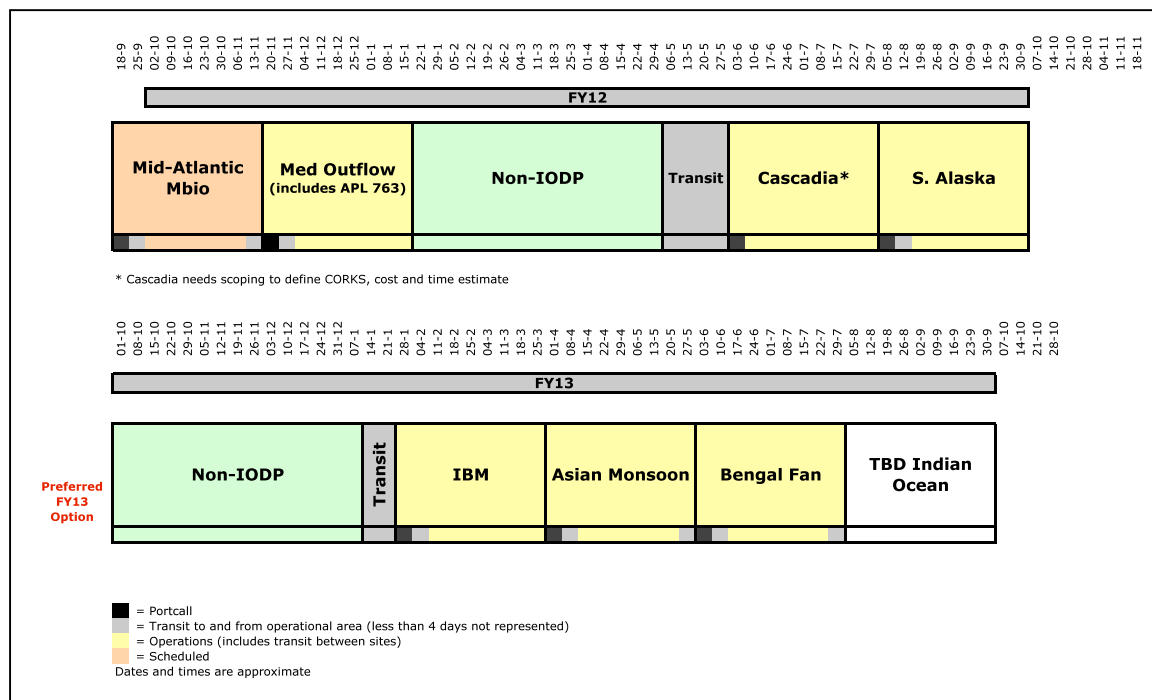 18-9 25-9 02-10 09-10 16-10 23-10 30-10 06-11 13-11 20-11 27-11 04-12 11-12 18-12 25-12 01-1 08-1 15-1 22-1 29-1 05-2 12-2 19-2 26-2 04-3 11-3 18-3 25-3 01-4 08-4 15-4 22-4 29-4 06-5 13-5 20-5 27-5 03-6 10-6 17-6 24-6 01-7 08-7 15-7 22-7 29-7 05-8 12-8 19-8 26-8 02-9 09-9 16-9 23-9 30-9 07-10 14-10 21-10 28-10 04-11 11-11 18-11
FY12
Mid-Atlantic
Mbio
Med Outflow
(includes APL 763)
Non-IODP
Transit
Cascadia*
S. Alaska
* Cascadia needs scoping to define CORKS, cost and time estimate
01-10 08-10 15-10 22-10 29-10 05-11 12-11 19-11 26-11 03-12 10-12 17-12 24-12 31-12 07-1 14-1 21-1 28-1 04-2 11-2 18-2 25-2 04-3 11-3 18-3 25-3 01-4 08-4 15-4 22-4 29-4 06-5 13-5 20-5 27-5 03-6 10-6 17-6 24-6 01-7 08-7 15-7 22-7 29-7 05-8 12-8 19-8 26-8 02-9 09-9 16-9 23-9 30-9 07-10 14-10 21-10 28-10
FY13
Preferred
FY13
Option
Non-IODP
Transit
IBM
Asian Monsoon
Bengal Fan
TBD Indian
Ocean
= Portcall
= Transit to and from operational area (less than 4 days not represented)
= Operations (includes transit between sites)
= Scheduled
Dates and times are approximate